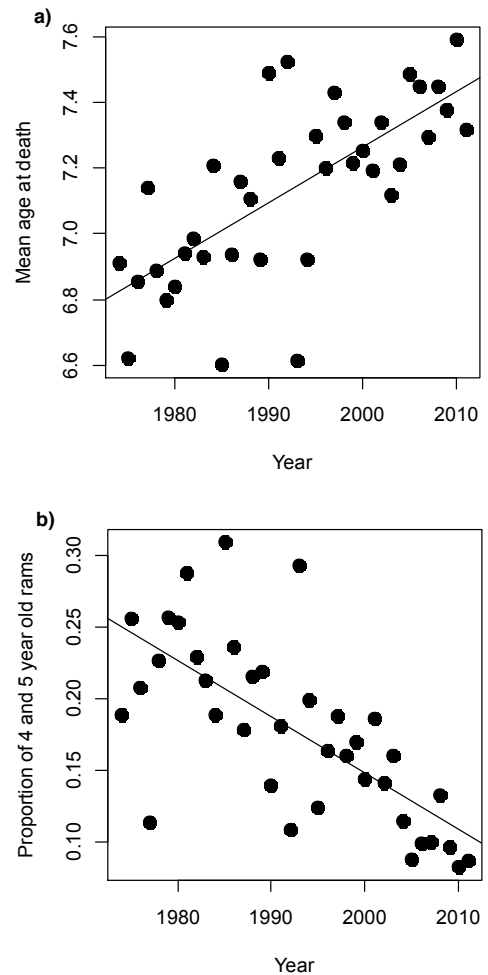 a)
Mean age at death
7.6
7.4
7.2
7.0
6.8
6.6
1980 1990 2000 2010
Year
b)
Proportion of 4 and 5 year old rams
0.30
0.25
0.20
0.15
0.10
1980 1990 2000 2010
Year